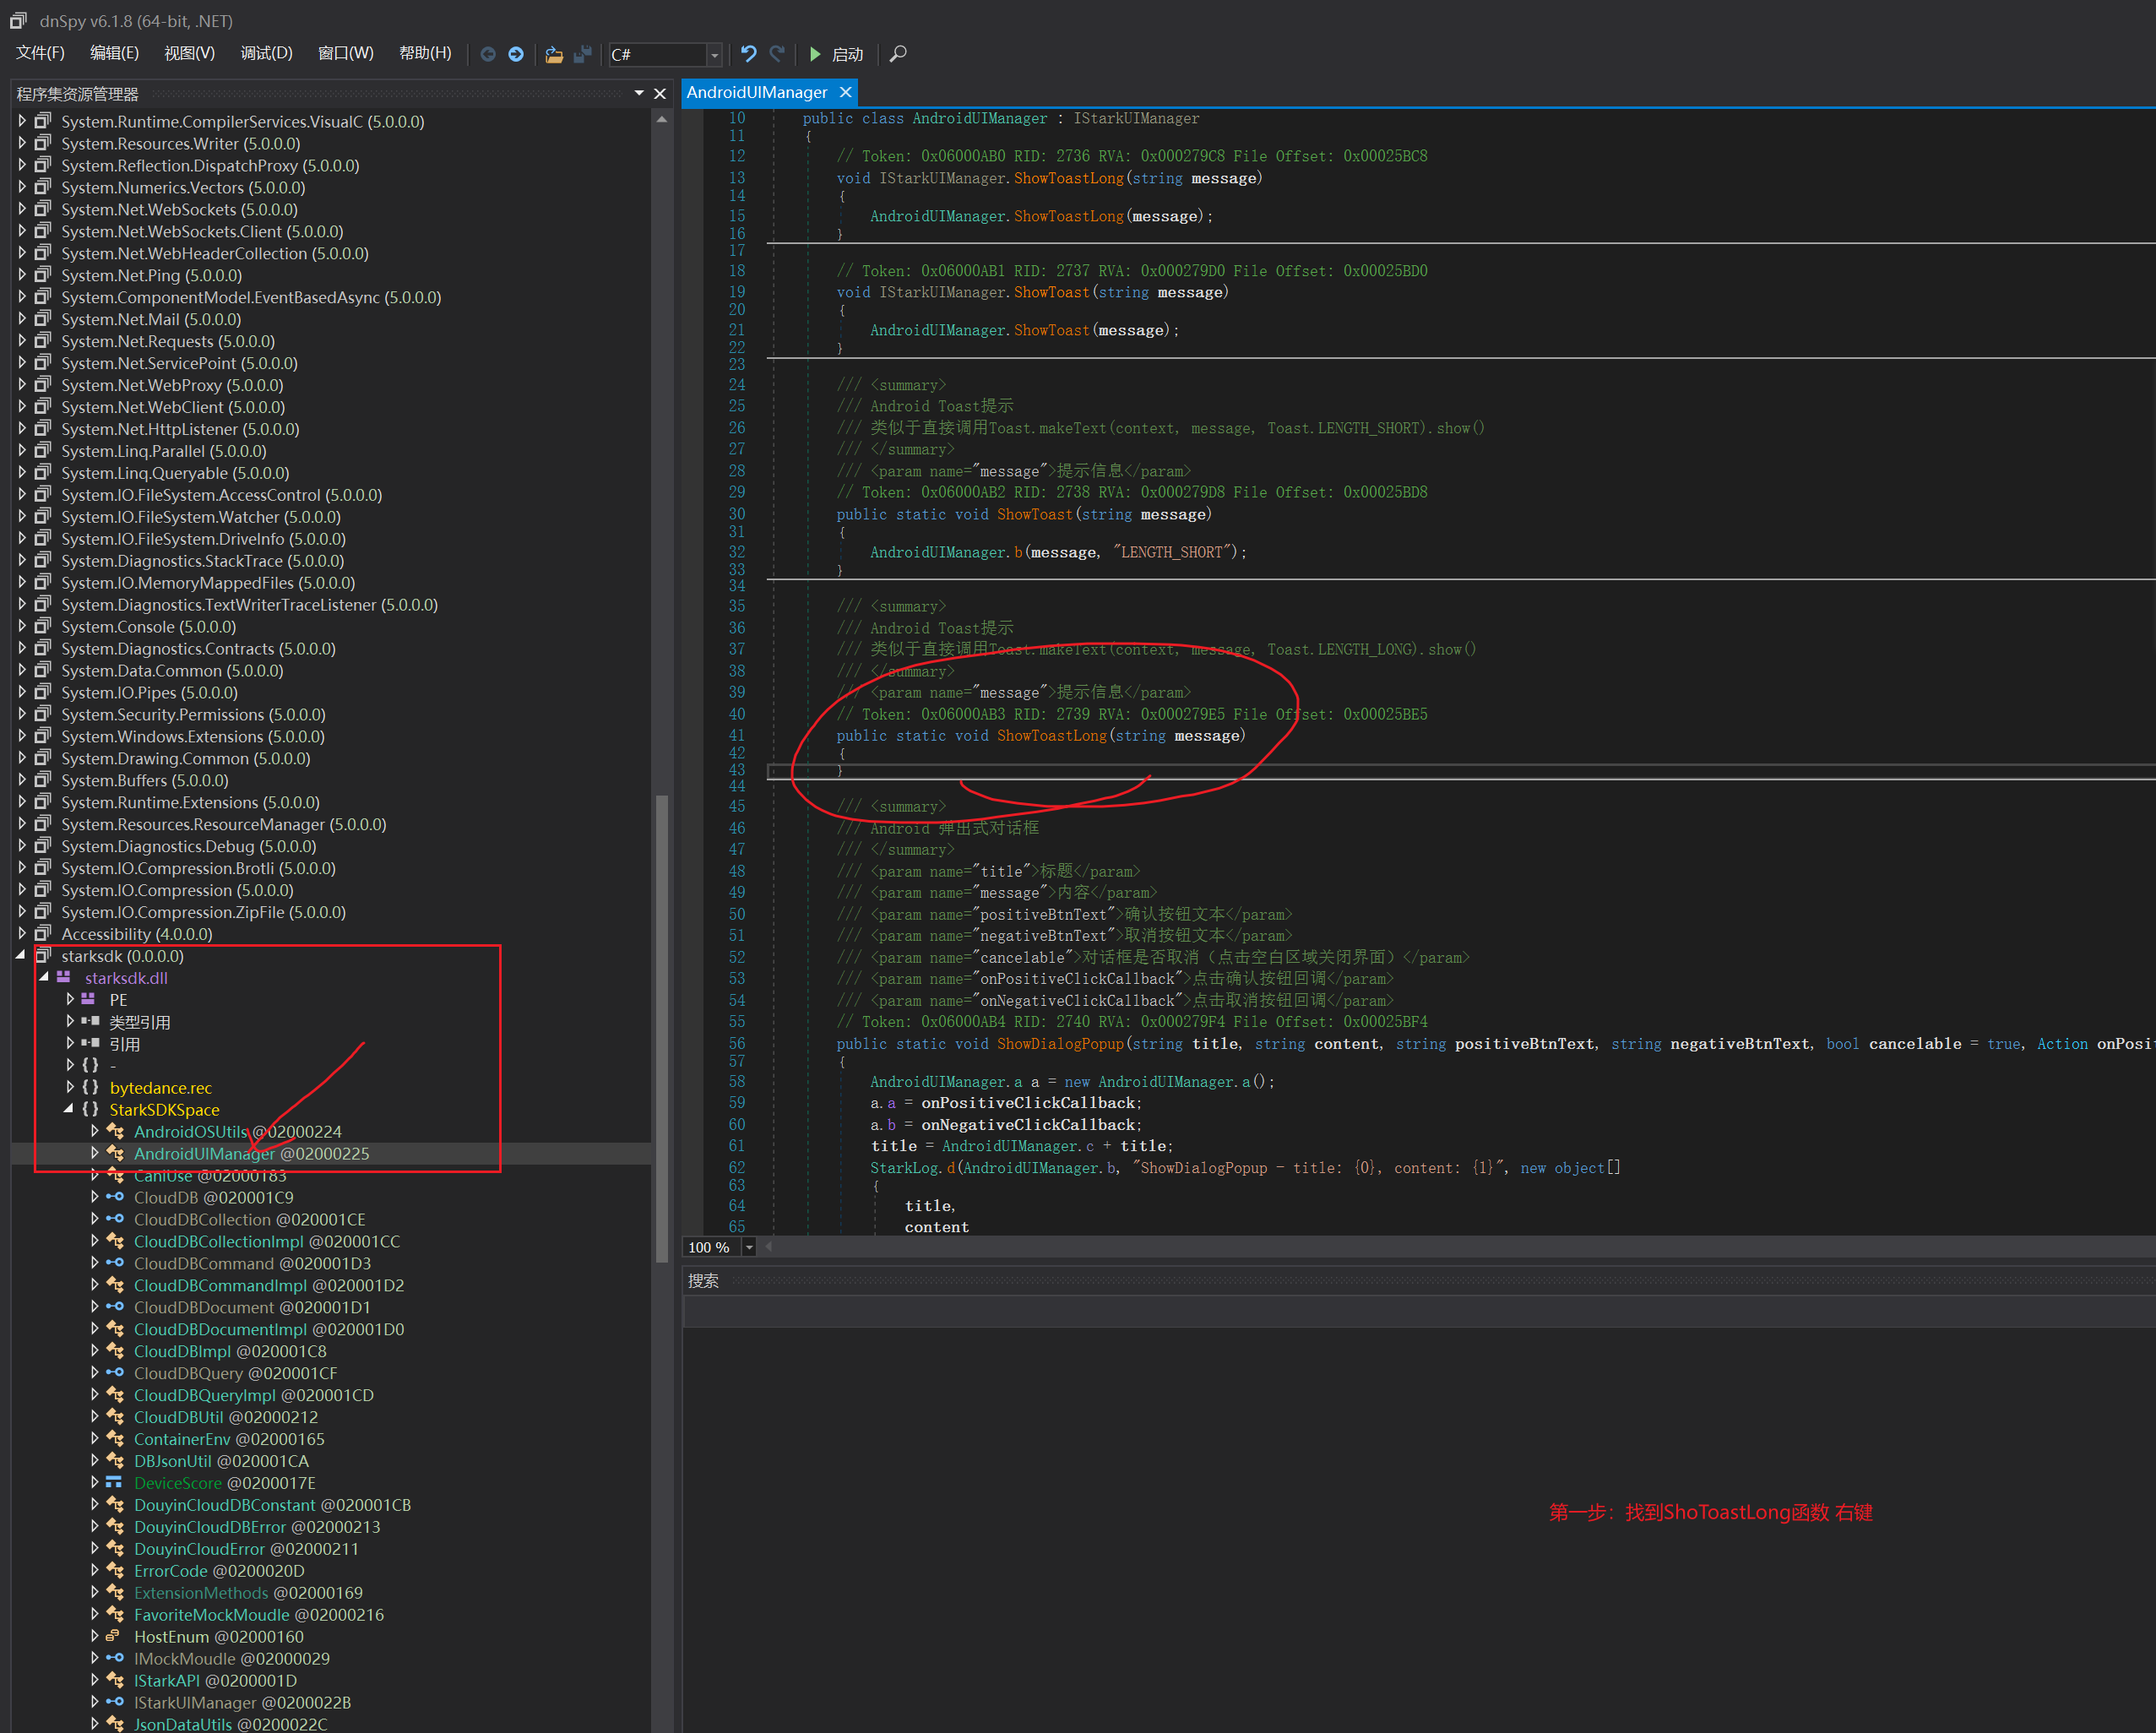 dnSpy v6.1.8 (64-bit, .NET)
文件(F) 编辑(E) 视图(V) 调试(D) 窗口(W) 帮助(H) C# 启动
程序集资源管理器
System.Runtime.CompilerServices.VisualC (5.0.0.0)
System.Resources.Writer (5.0.0.0)
System.Reflection.DispatchProxy (5.0.0.0)
System.Numerics.Vectors (5.0.0.0)
System.Net.WebSockets (5.0.0.0)
System.Net.WebSockets.Client (5.0.0.0)
System.Net.WebHeaderCollection (5.0.0.0)
System.Net.Ping (5.0.0.0)
System.ComponentModel.EventBasedAsync (5.0.0.0)
System.Net.Mail (5.0.0.0)
System.Net.Requests (5.0.0.0)
System.Net.ServicePoint (5.0.0.0)
System.Net.WebProxy (5.0.0.0)
System.Net.WebClient (5.0.0.0)
System.Net.HttpListener (5.0.0.0)
System.Linq.Parallel (5.0.0.0)
System.Linq.Queryable (5.0.0.0)
System.IO.FileSystem.AccessControl (5.0.0.0)
System.IO.FileSystem.Watcher (5.0.0.0)
System.IO.FileSystem.DriveInfo (5.0.0.0)
System.Diagnostics.StackTrace (5.0.0.0)
System.IO.MemoryMappedFiles (5.0.0.0)
System.Diagnostics.TextWriterTraceListener (5.0.0.0)
System.Console (5.0.0.0)
System.Diagnostics.Contracts (5.0.0.0)
System.Data.Common (5.0.0.0)
System.IO.Pipes (5.0.0.0)
System.Security.Permissions (5.0.0.0)
System.Windows.Extensions (5.0.0.0)
System.Drawing.Common (5.0.0.0)
System.Buffers (5.0.0.0)
System.Runtime.Extensions (5.0.0.0)
System.Resources.ResourceManager (5.0.0.0)
System.Diagnostics.Debug (5.0.0.0)
System.IO.Compression.Brotli (5.0.0.0)
System.IO.Compression (5.0.0.0)
System.IO.Compression.ZipFile (5.0.0.0)
Accessibility (4.0.0.0)
starksdk (0.0.0.0)
starksdk.dll
PE
类型引用
引用
{ } -
{ } bytedance.rec
{ } StarkSDKSpace
AndroidOSUtils @02000224
AndroidUIManager @02000225
CanIUse @02000183
CloudDB @020001C9
CloudDBCollection @020001CE
CloudDBCollectionImpl @020001CC
CloudDBCommand @020001D3
CloudDBCommandImpl @020001D2
CloudDBDocument @020001D1
CloudDBDocumentImpl @020001D0
CloudDBImpl @020001C8
CloudDBQuery @020001CF
CloudDBQueryImpl @020001CD
CloudDBUtil @02000212
ContainerEnv @02000165
DBJsonUtil @020001CA
DeviceScore @0200017E
DouyinCloudDBConstant @020001CB
DouyinCloudDBError @02000213
DouyinCloudError @02000211
ErrorCode @0200020D
ExtensionMethods @02000169
FavoriteMockMoudle @02000216
HostEnum @02000160
IMockMoudle @02000029
IStarkAPI @0200001D
IStarkUIManager @0200022B
JsonDataUtils @0200022C
AndroidUIManager
10 public class AndroidUIManager : IStarkUIManager
11 {
12 // Token: 0x06000AB0 RID: 2736 RVA: 0x000279C8 File Offset: 0x00025BC8
13 void IStarkUIManager.ShowToastLong(string message)
14 {
15 AndroidUIManager.ShowToastLong(message);
16 }
17
18 // Token: 0x06000AB1 RID: 2737 RVA: 0x000279D0 File Offset: 0x00025BD0
19 void IStarkUIManager.ShowToast(string message)
20 {
21 AndroidUIManager.ShowToast(message);
22 }
23
24 /// <summary>
25 /// Android Toast提示
26 /// 类似于直接调用Toast.makeText(context, message, Toast.LENGTH_SHORT).show()
27 /// </summary>
28 /// <param name="message">提示信息</param>
29 // Token: 0x06000AB2 RID: 2738 RVA: 0x000279D8 File Offset: 0x00025BD8
30 public static void ShowToast(string message)
31 {
32 AndroidUIManager.b(message, "LENGTH_SHORT");
33 }
34
35 /// <summary>
36 /// Android Toast提示
37 /// 类似于直接调用Toast.makeText(context, message, Toast.LENGTH_LONG).show()
38 /// </summary>
39 /// <param name="message">提示信息</param>
40 // Token: 0x06000AB3 RID: 2739 RVA: 0x000279E5 File Offset: 0x00025BE5
41 public static void ShowToastLong(string message)
42 {
43 }
44
45 /// <summary>
46 /// Android 弹出式对话框
47 /// </summary>
48 /// <param name="title">标题</param>
49 /// <param name="message">内容</param>
50 /// <param name="positiveBtnText">确认按钮文本</param>
51 /// <param name="negativeBtnText">取消按钮文本</param>
52 /// <param name="cancelable">对话框是否取消（点击空白区域关闭界面）</param>
53 /// <param name="onPositiveClickCallback">点击确认按钮回调</param>
54 /// <param name="onNegativeClickCallback">点击取消按钮回调</param>
55 // Token: 0x06000AB4 RID: 2740 RVA: 0x000279F4 File Offset: 0x00025BF4
56 public static void ShowDialogPopup(string title, string content, string positiveBtnText, string negativeBtnText, bool cancelable = true, Action onPosi
57 {
58 AndroidUIManager.a a = new AndroidUIManager.a();
59 a.a = onPositiveClickCallback;
60 a.b = onNegativeClickCallback;
61 title = AndroidUIManager.c + title;
62 StarkLog.d(AndroidUIManager.b, "ShowDialogPopup - title: {0}, content: {1}", new object[]
63 {
64 title,
65 content
100 %
搜索
第一步：找到ShoToastLong函数 右键